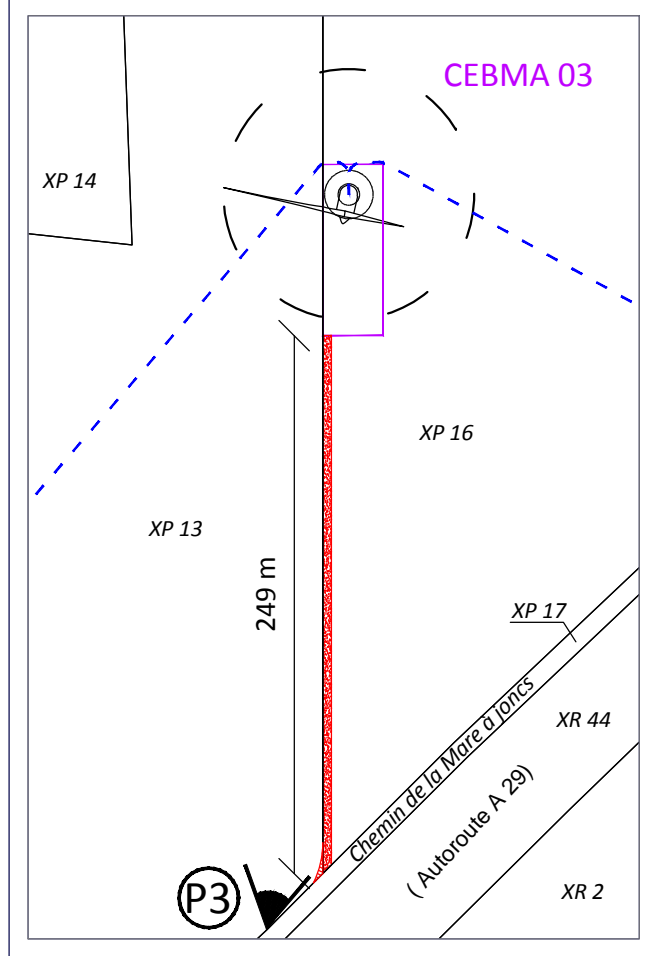 CEBMA 03
XP 14
XP 16
XP 13
249 m
XP 17
Chemin de la Mare à joncs
XR 44
( Autoroute A 29)
P3
XR 2